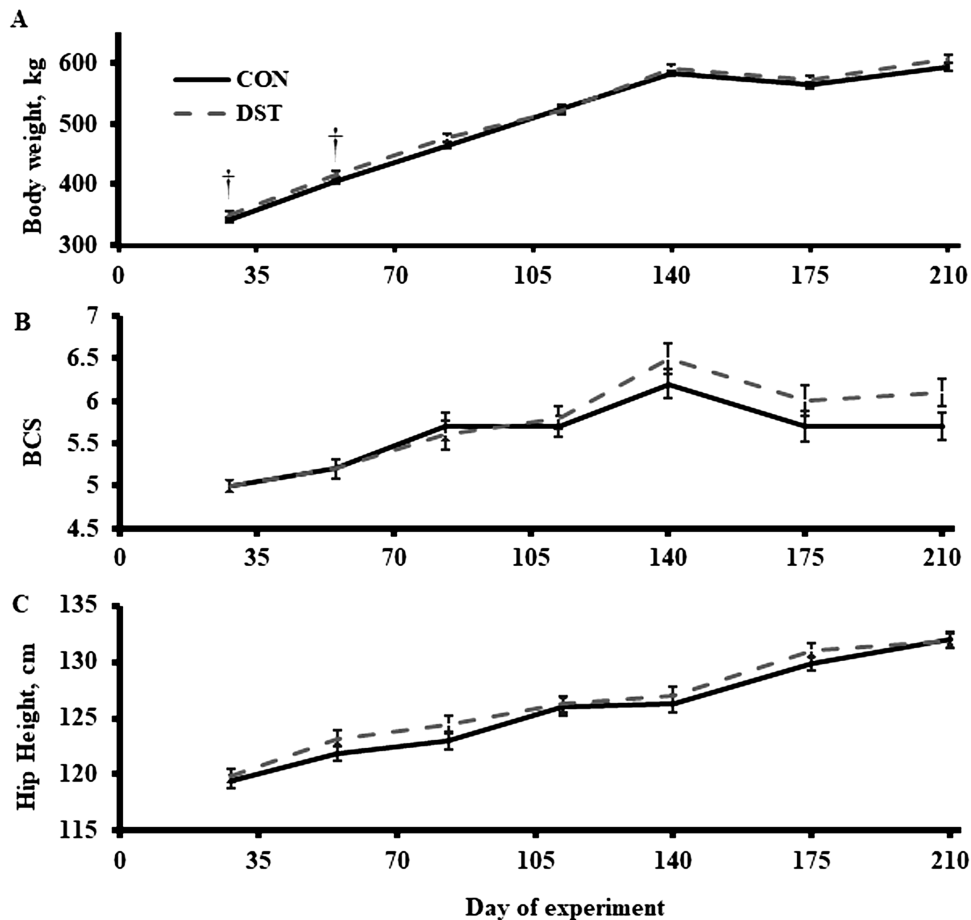 A
Body weight, kg
600
500
400
300
CON
DST
†
†
0 35 70 105 140 175 210
B
BCS
7
6.5
6
5.5
5
4.5
0 35 70 105 140 175 210
C
Hip Height, cm
135
130
125
120
115
0 35 70 105 140 175 210
Day of experiment